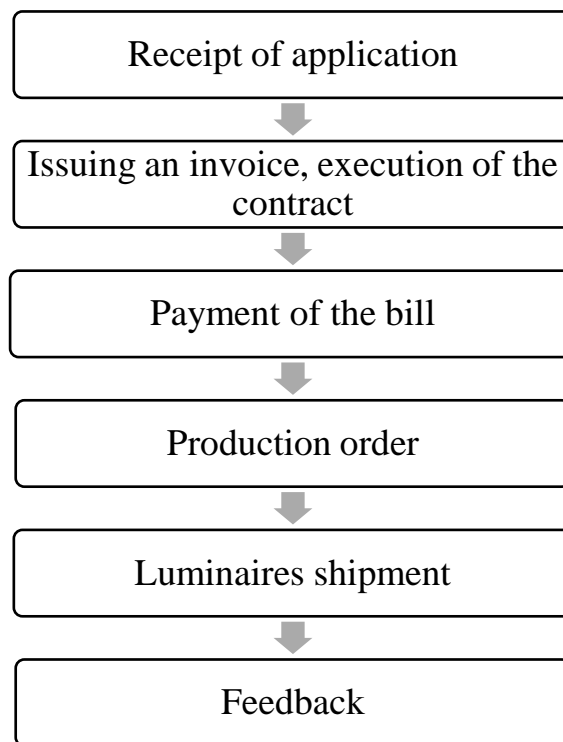 Receipt of application
Issuing an invoice, execution of the
contract
Payment of the bill
Production order
Luminaires shipment
Feedback